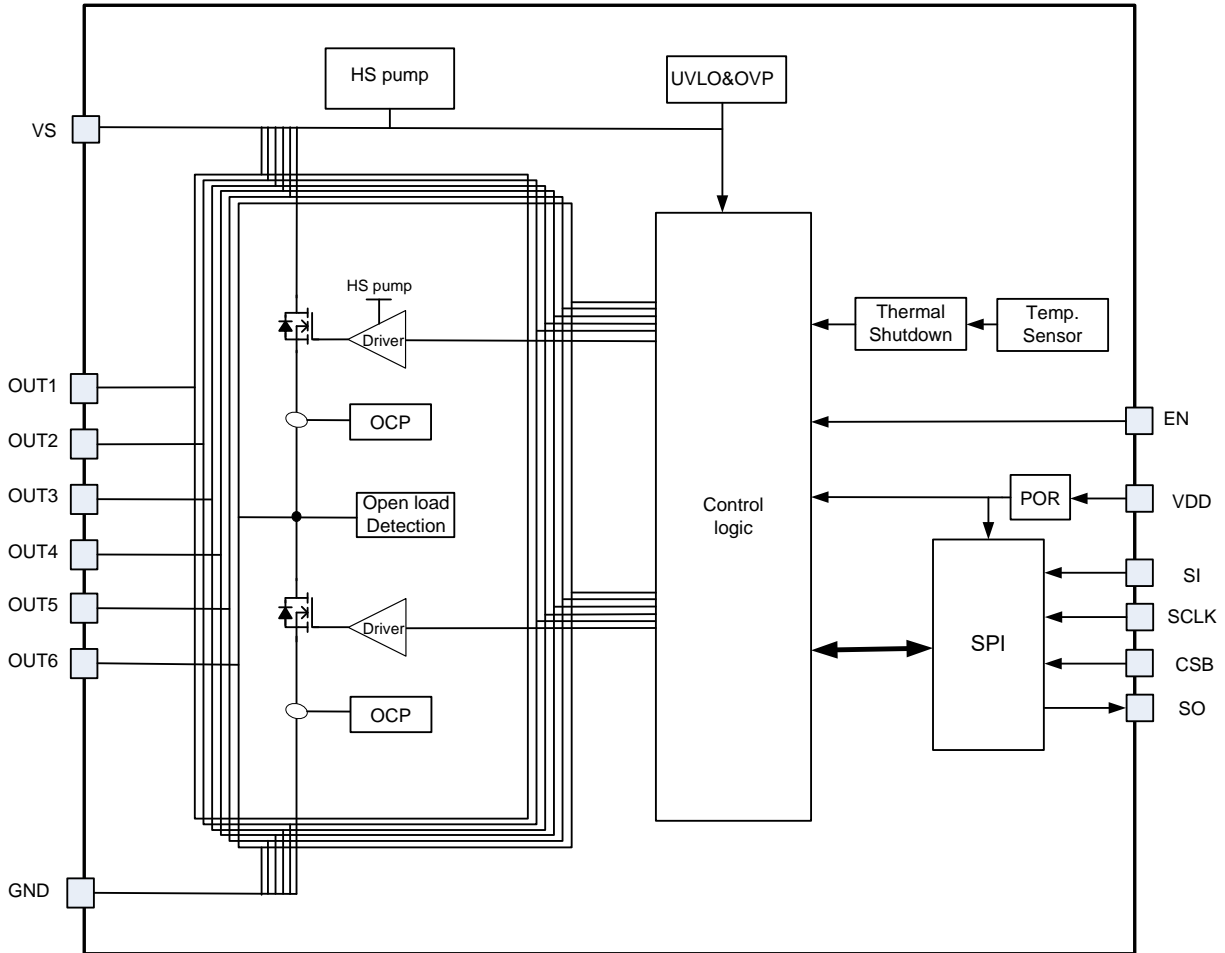 HS pump
UVLO&OVP
VS
HS pump
Driver
Thermal
Shutdown
Temp.
Sensor
OUT1
OCP
EN
OUT2
OUT3
Open load
Detection
Control
logic
POR
VDD
OUT4
SI
OUT5
Driver
SCLK
SPI
OUT6
CSB
OCP
SO
GND